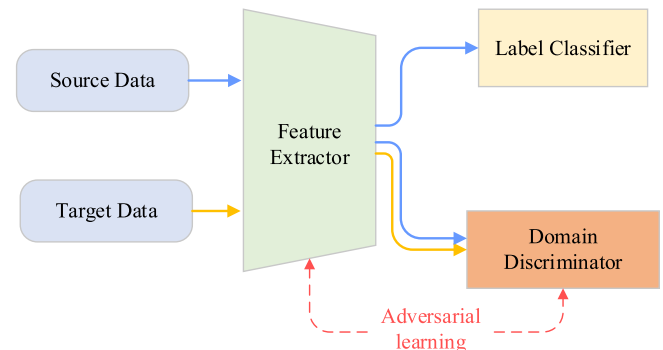 Source Data
Target Data
Feature
Extractor
Label Classifier
Domain
Discriminator
Adversarial
learning